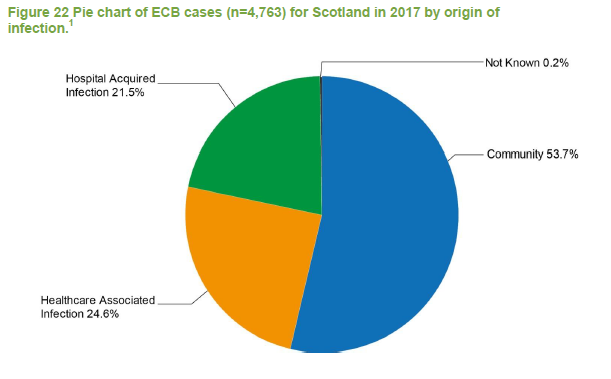 Figure 22 Pie chart of ECB cases (n=4,763) for Scotland in 2017 by origin of
infection.1
Not Known 0.2%
Hospital Acquired
Infection 21.5%
Community 53.7%
Healthcare Associated
Infection 24.6%